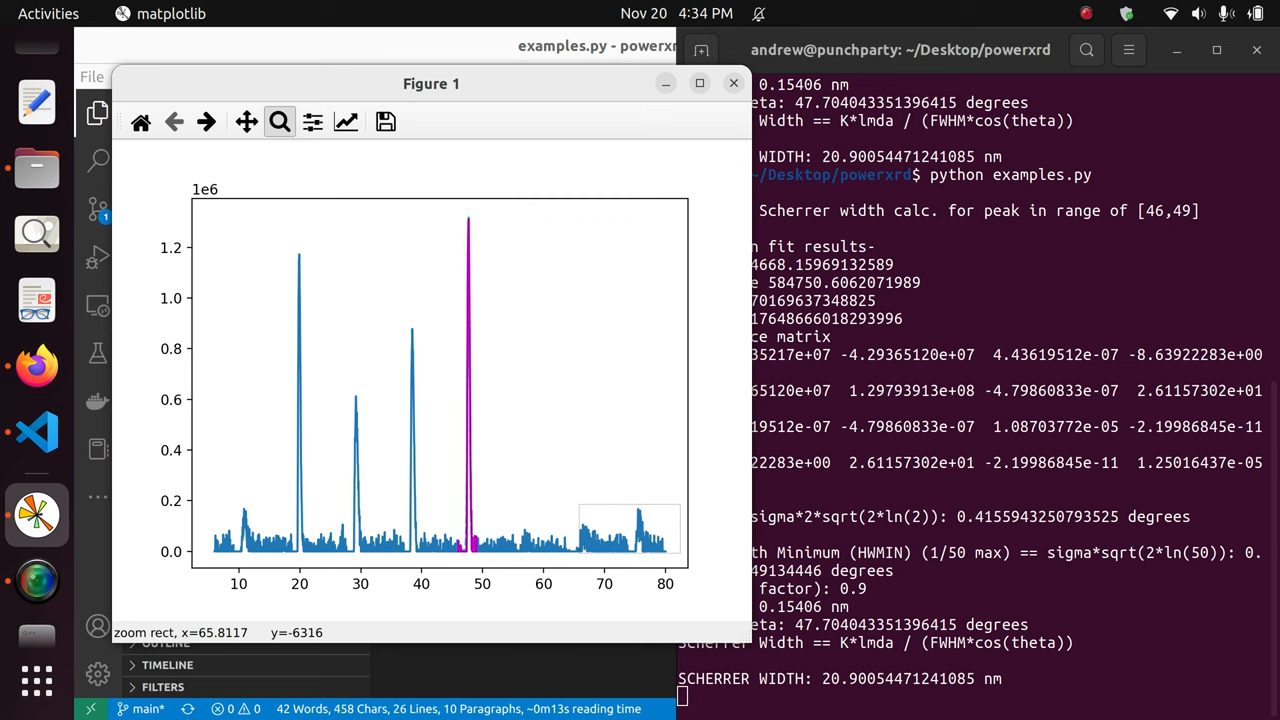 Activities
matplotlib
Nov 20 4:34 PM
examples.py - powerxr
andrew@punchparty: ~/Desktop/powerxrd
File
Figure 1
1e6
1.2
1.0
0.8
0.6
0.4
0.2
0.0
10 20 30 40 50 60 70 80
zoom rect, x=65.8117 y=-6316
1
TIMELINE
FILTERS
main*
0 0
42 Words, 458 Chars, 26 Lines, 10 Paragraphs, ~0m13s reading time
0.15406 nm
eta: 47.704043351396415 degrees
Width == K*lmda / (FWHM*cos(theta))
WIDTH: 20.90054471241085 nm
~/Desktop/powerxrd$ python examples.py
Scherrer width calc. for peak in range of [46,49]
n fit results-
4668.15969132589
e 584750.6062071989
70169637348825
17648666018293996
ce matrix
35217e+07 -4.29365120e+07 4.43619512e-07 -8.63922283e+00
65120e+07 1.29793913e+08 -4.79860833e-07 2.61157302e+01
19512e-07 -4.79860833e-07 1.08703772e-05 -2.19986845e-11
22283e+00 2.61157302e+01 -2.19986845e-11 1.25016437e-05
sigma*2*sqrt(2*ln(2)): 0.4155943250793525 degrees
th Minimum (HWMIN) (1/50 max) == sigma*sqrt(2*ln(50)): 0.
49134446 degrees
factor): 0.9
0.15406 nm
eta: 47.704043351396415 degrees
Scherrer Width == K*lmda / (FWHM*cos(theta))
SCHERRER WIDTH: 20.90054471241085 nm